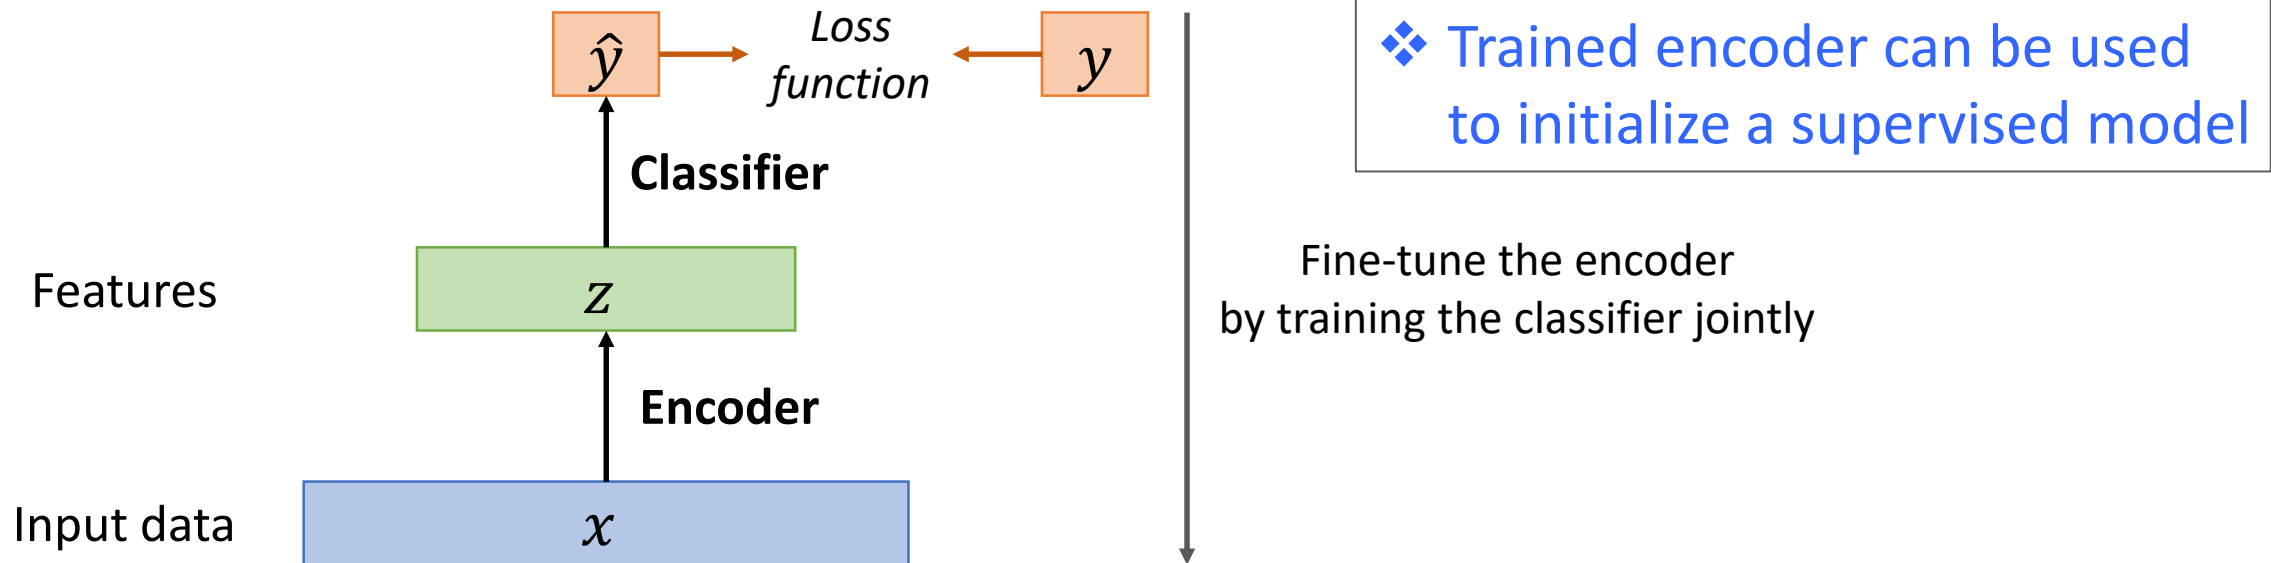 ŷ
Loss
function
y
❖ Trained encoder can be used
to initialize a supervised model
Classifier
Features
z
Fine-tune the encoder
by training the classifier jointly
Encoder
Input data
x